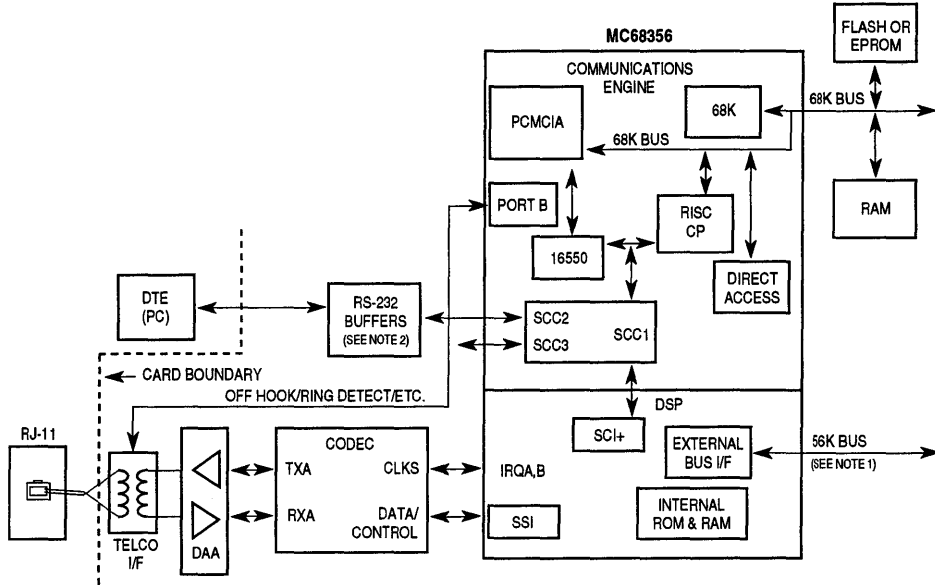 MC68356
FLASH OR
EPROM
COMMUNICATIONS
ENGINE
PCMCIA
68K
68K BUS
68K BUS
PORT B
RISC
CP
RAM
16550
DIRECT
ACCESS
DTE
(PC)
RS-232
BUFFERS
(SEE NOTE 2)
SCC2
SCC1
SCC3
CARD BOUNDARY
OFF HOOK/RING DETECT/ETC.
DSP
SCI+
RJ-11
CODEC
TXA
CLKS
IRQA,B
EXTERNAL
BUS I/F
56K BUS
(SEE NOTE 1)
RXA
DATA/
CONTROL
SSI
INTERNAL
ROM & RAM
TELCO
I/F
DAA